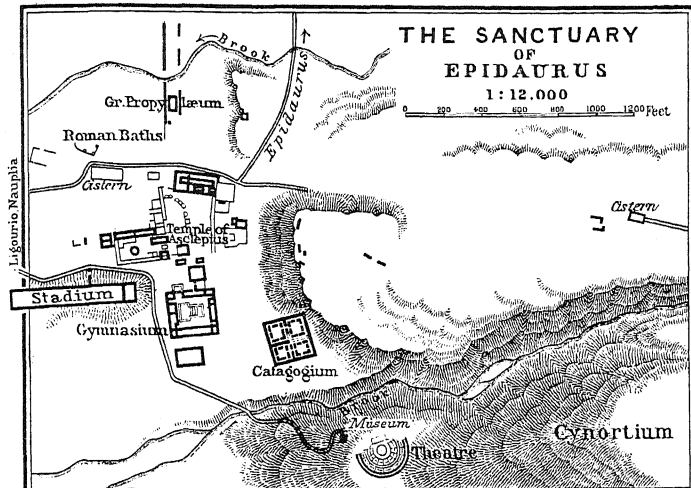 THE SANCTUARY
OF
EPIDAURUS
1:12.000
0 200 400 600 800 1000 1200 Feet
Brook
Epidaurus
Gr. Propylæum
Roman Baths
Cistern
Ligourio Nauplia
Temple of
Asclepius
Cistern
Stadium
Gymnasium
Catagogium
Brook
Museum
Theatre
Cynortium